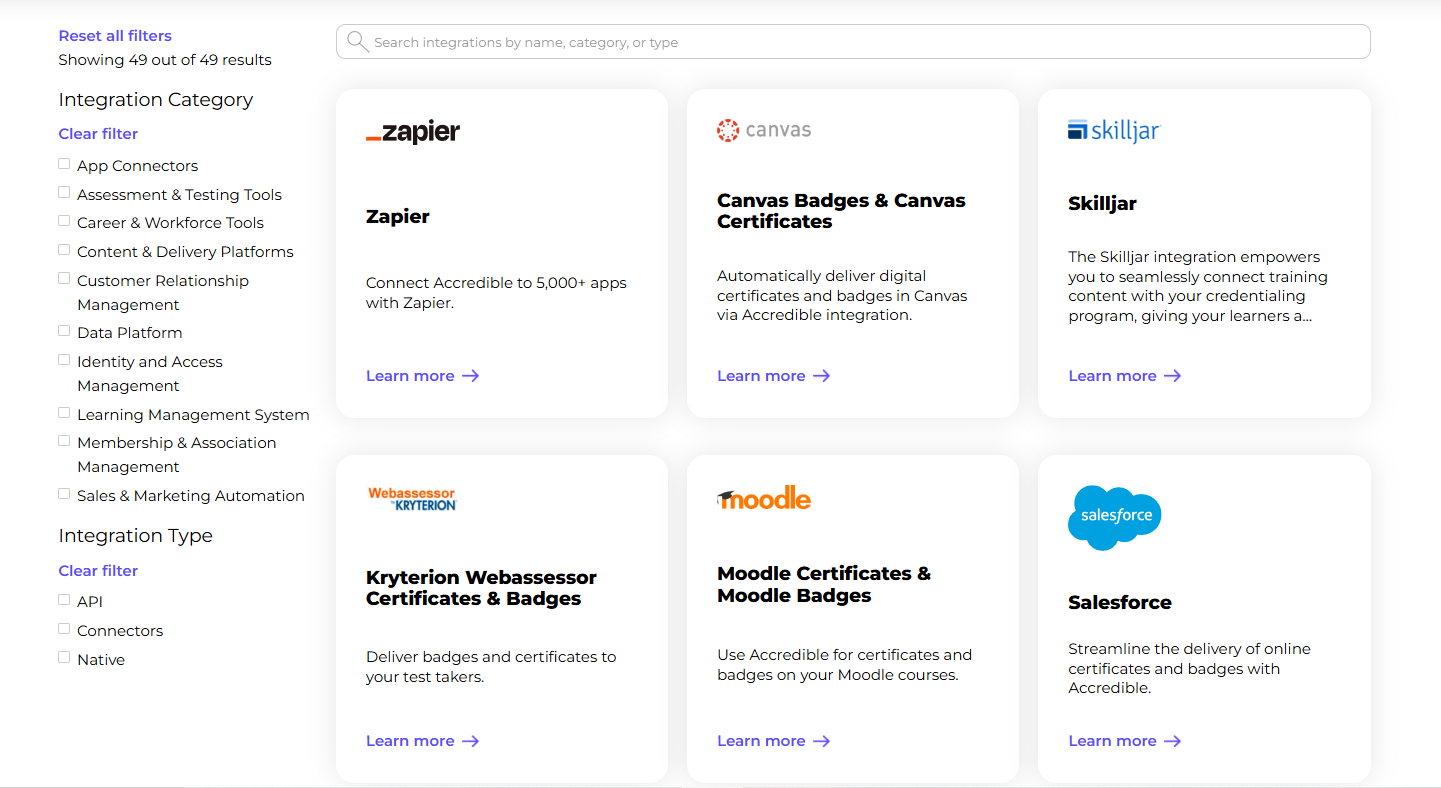 Reset all filters
Showing 49 out of 49 results
Integration Category
Clear filter
App Connectors
Assessment & Testing Tools
Career & Workforce Tools
Content & Delivery Platforms
Customer Relationship
Management
Data Platform
Identity and Access
Management
Learning Management System
Membership & Association
Management
Sales & Marketing Automation
Integration Type
Clear filter
API
Connectors
Native
Search integrations by name, category, or type
_zapier
Zapier
Connect Accredible to 5,000+ apps
with Zapier.
Learn more
canvas
Canvas Badges & Canvas
Certificates
Automatically deliver digital
certificates and badges in Canvas
via Accredible integration.
Learn more
skilljar
Skilljar
The Skilljar integration empowers
you to seamlessly connect training
content with your credentialing
program, giving your learners a...
Learn more
Webassessor
by KRYTERION
Kryterion Webassessor
Certificates & Badges
Deliver badges and certificates to
your test takers.
Learn more
moodle
Moodle Certificates &
Moodle Badges
Use Accredible for certificates and
badges on your Moodle courses.
Learn more
salesforce
Salesforce
Streamline the delivery of online
certificates and badges with
Accredible.
Learn more